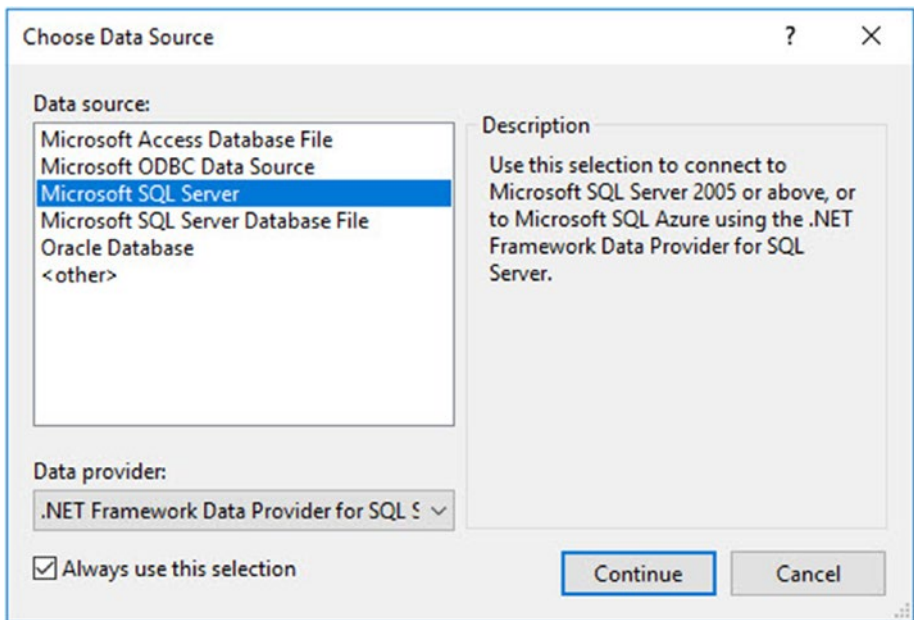 Choose Data Source
?
Data source:
Microsoft Access Database File
Microsoft ODBC Data Source
Microsoft SQL Server
Microsoft SQL Server Database File
Oracle Database
<other>
Description
Use this selection to connect to
Microsoft SQL Server 2005 or above, or
to Microsoft SQL Azure using the .NET
Framework Data Provider for SQL
Server.
Data provider:
.NET Framework Data Provider for SQL S
Always use this selection
Continue
Cancel